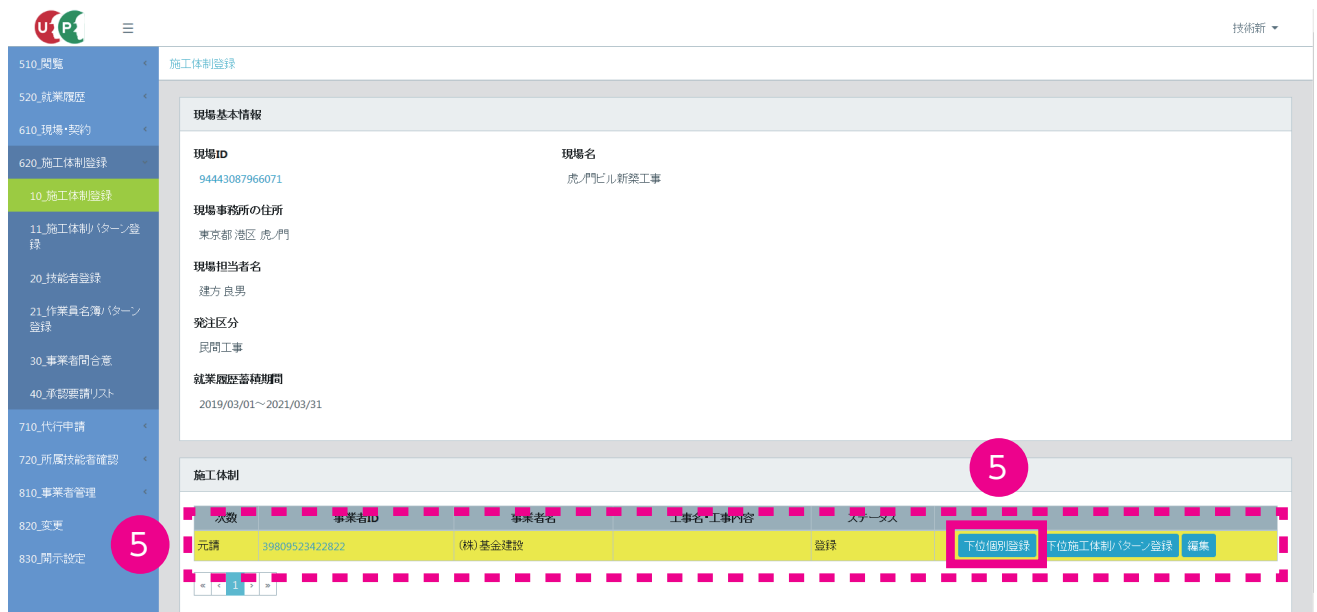 U P
技術新
510_閲覧
施工体制登録
520_就業履歴
現場基本情報
610_現場・契約
620_施工体制登録
現場ID
現場名
94443087966071
虎ノ門ビル新築工事
10_施工体制登録
現場事務所の住所
11_施工体制パターン登
録
東京都 港区 虎ノ門
現場担当者名
20_技能者登録
建方 良男
21_作業員名簿パターン
登録
発注区分
民間工事
30_事業者間合意
就業履歴蓄積期間
40_承認要請リスト
2019/03/01～2021/03/31
710_代行申請
720_所属技能者確認
施工体制
5
810_事業者管理
次数 事業者ID 事業者名 工事名・工事内容 ステータス
820_変更
5
元請 39809523422822 (株)基金建設 登録 下位個別登録 下位施工体制パターン登録 編集
830_開示設定
« ‹ 1 › »